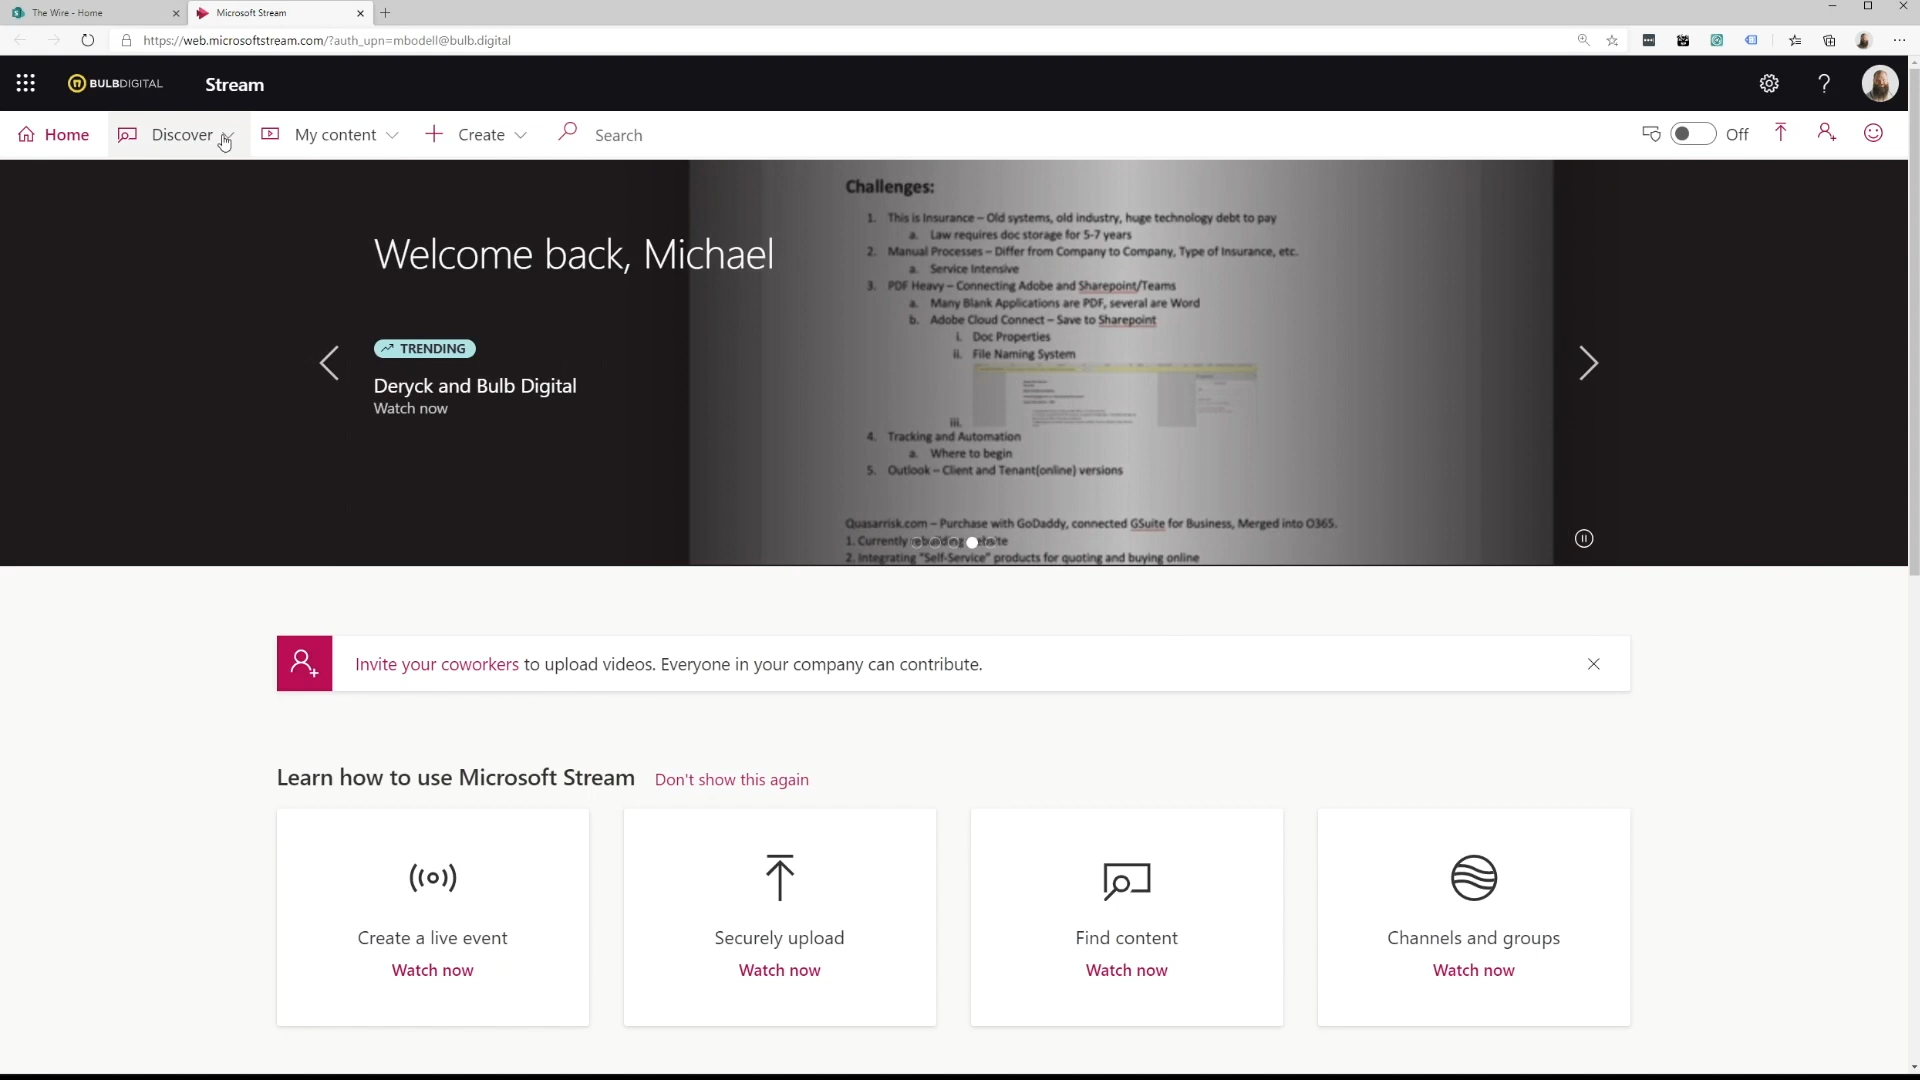 The Wire - Home
Microsoft Stream
https://web.microsoftstream.com/?auth_upn=mbodell@bulb.digital
BULBDIGITAL
Stream
Home
Discover
My content
Create
Search
Off
Welcome back, Michael
TRENDING
Deryck and Bulb Digital
Watch now
Challenges:
1. This is Insurance – Old systems, old industry, huge technology debt to pay
a. Law requires doc storage for 5-7 years
2. Manual Processes – Differ from Company to Company, Type of Insurance, etc.
a. Service Intensive
3. PDF Heavy – Connecting Adobe and Sharepoint/Teams
a. Many Blank Applications are PDF, several are Word
b. Adobe Cloud Connect – Save to Sharepoint
i. Doc Properties
ii. File Naming System
iii.
4. Tracking and Automation
a. Where to begin
5. Outlook – Client and Tenant(online) versions
Quasarrisk.com – Purchase with GoDaddy, connected GSuite for Business, Merged into O365.
1. Currently
2. Integrating "Self-Service" products for quoting and buying online
Invite your coworkers to upload videos. Everyone in your company can contribute.
Learn how to use Microsoft Stream
Don't show this again
Create a live event
Watch now
Securely upload
Watch now
Find content
Watch now
Channels and groups
Watch now